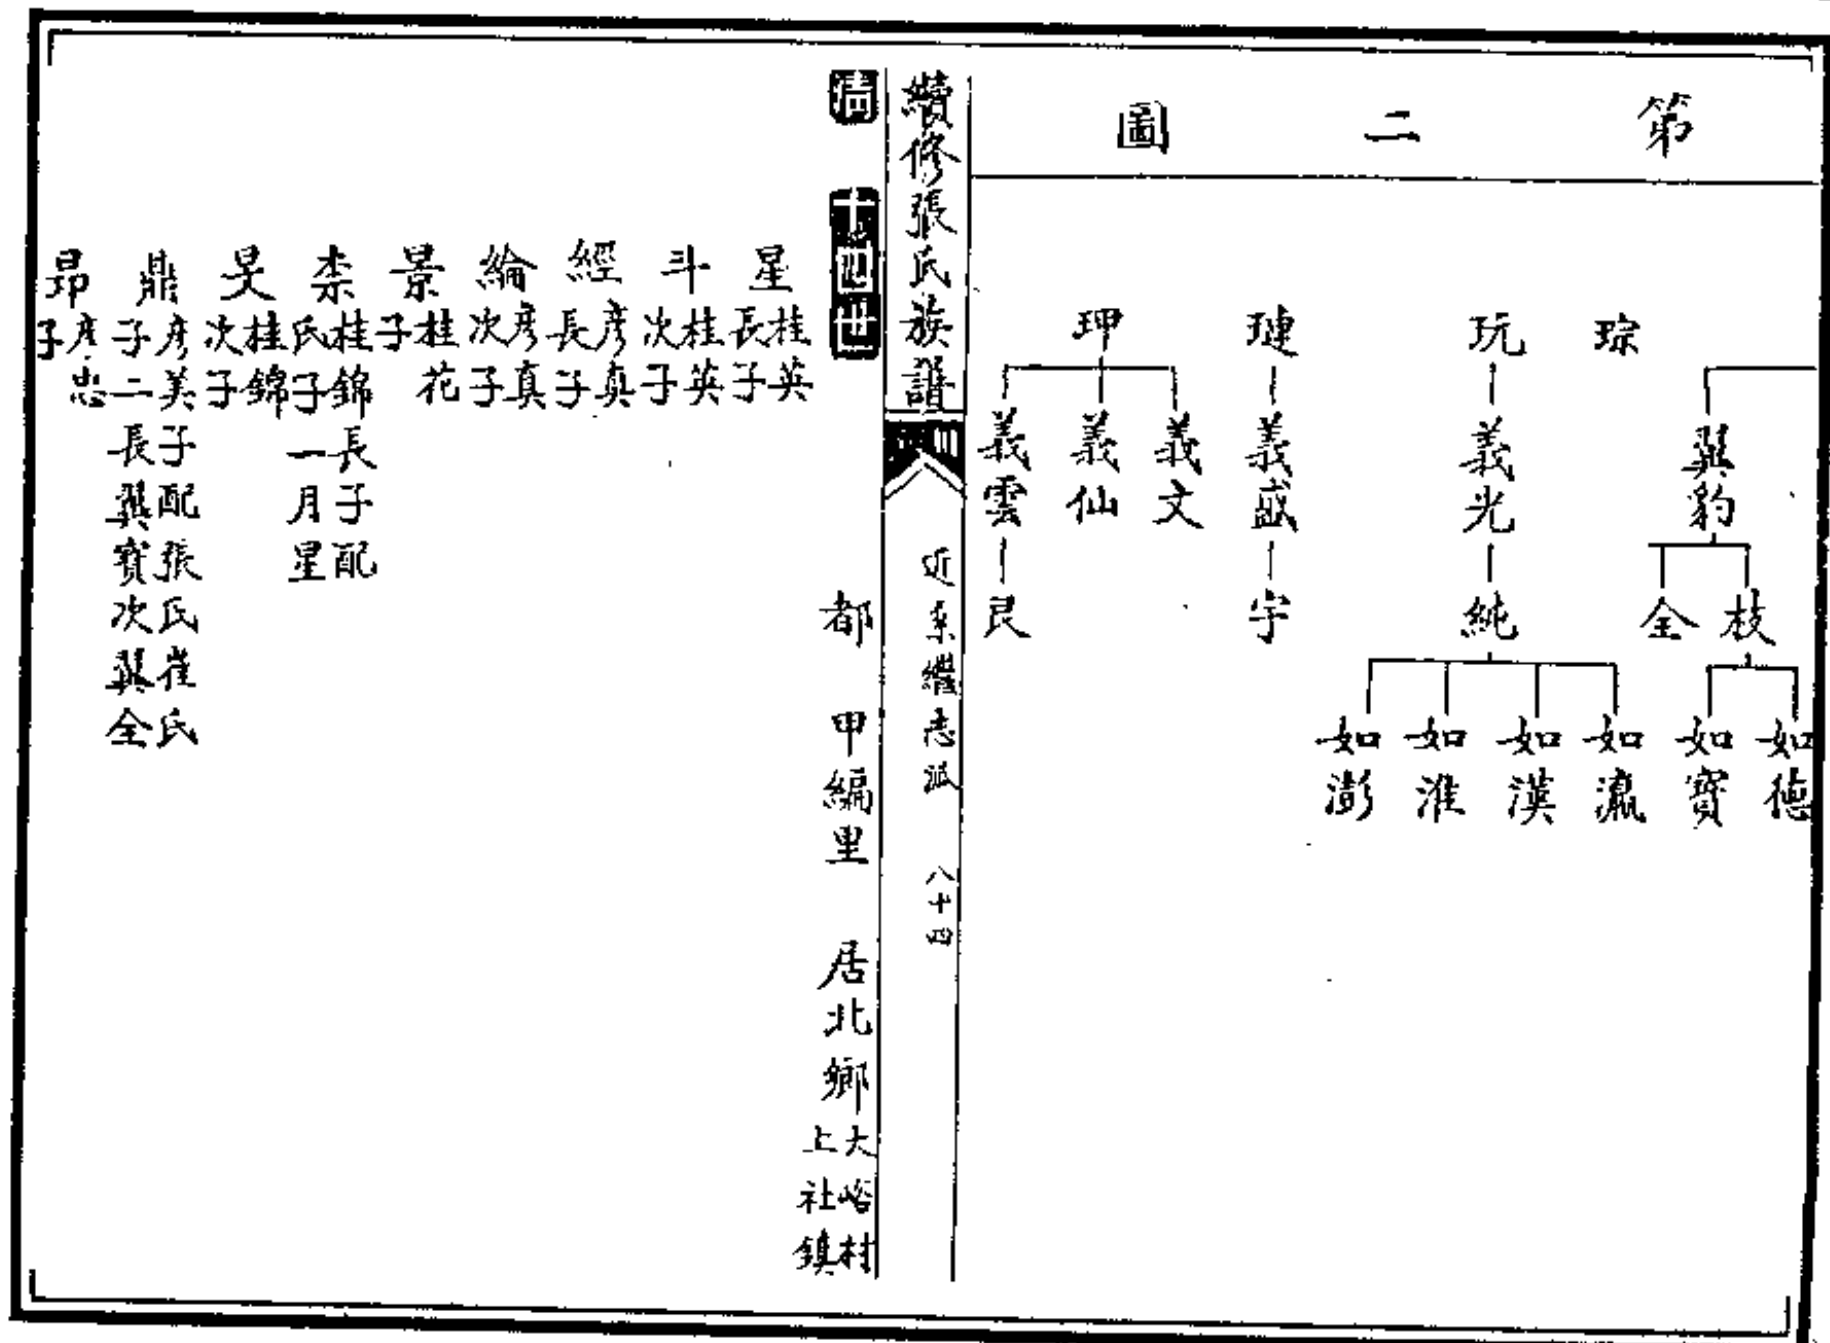 第二圖
琮
玩
璉
玾
翼豹
義光
義盛
義文
義仙
義雲
枝
全
純
宇
艮
如德
如寶
如瀛
如漢
如淮
如澎
續修張氏族譜
近系繼志派
八十四
清 十四世 都 甲編里 居北鄉大峪村上社鎮
星 桂英長子
斗 桂英次子
經 彥真長子
綸 彥真次子
景 桂花子
桂錦長子配氏子一月星
旻 桂錦次子
鼎 彥美子配張氏崔氏子二長翼寶次翼全
昂 彥忠子